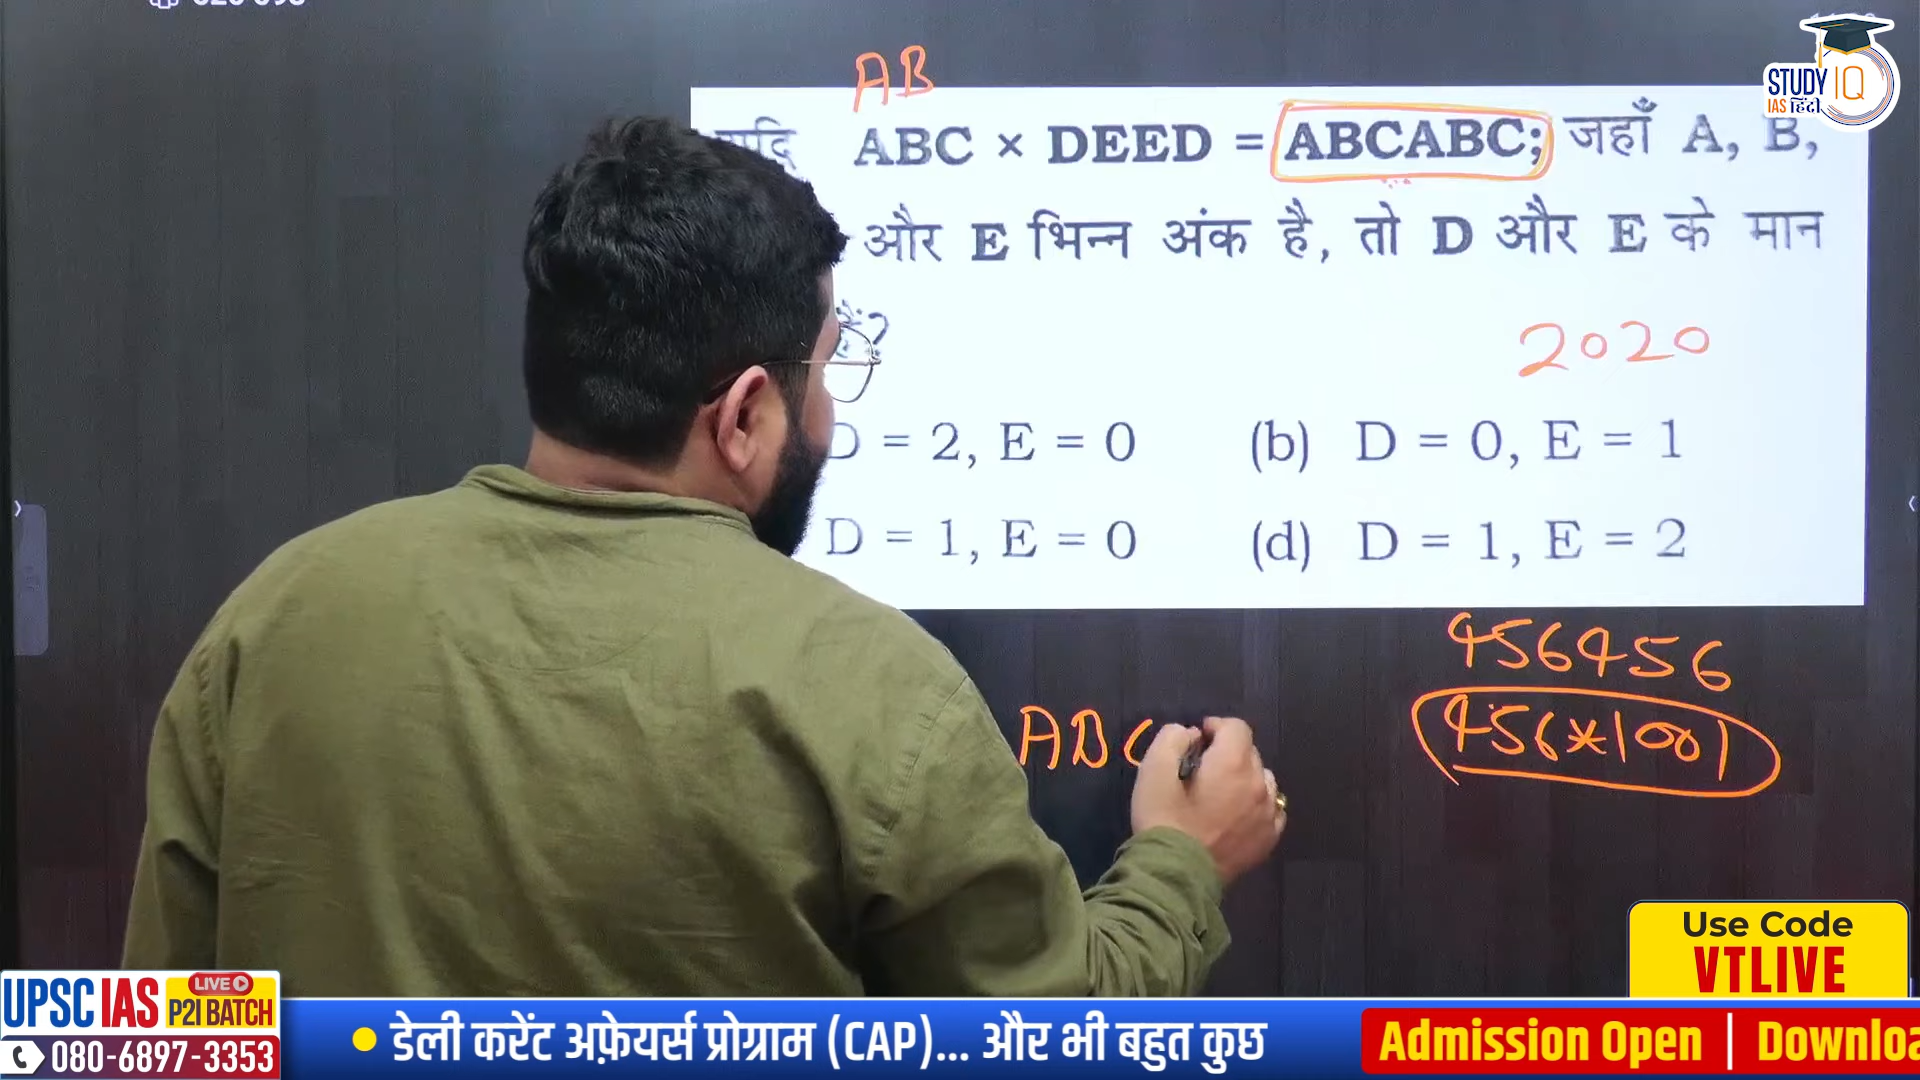 STUDY IQ
IAS हिंदी
AB
ABC × DEED = ABCABC; जहाँ A, B,
और E भिन्न अंक है, तो D और E के मान
हैं?
2020
D = 2, E = 0 (b) D = 0, E = 1
D = 1, E = 0 (d) D = 1, E = 2
456456
456*1001
ABC
Use Code
VTLIVE
UPSC IAS LIVE P2I BATCH
080-6897-3353
डेली करेंट अफ़ेयर्स प्रोग्राम (CAP)... और भी बहुत कुछ
Admission Open | Downloa